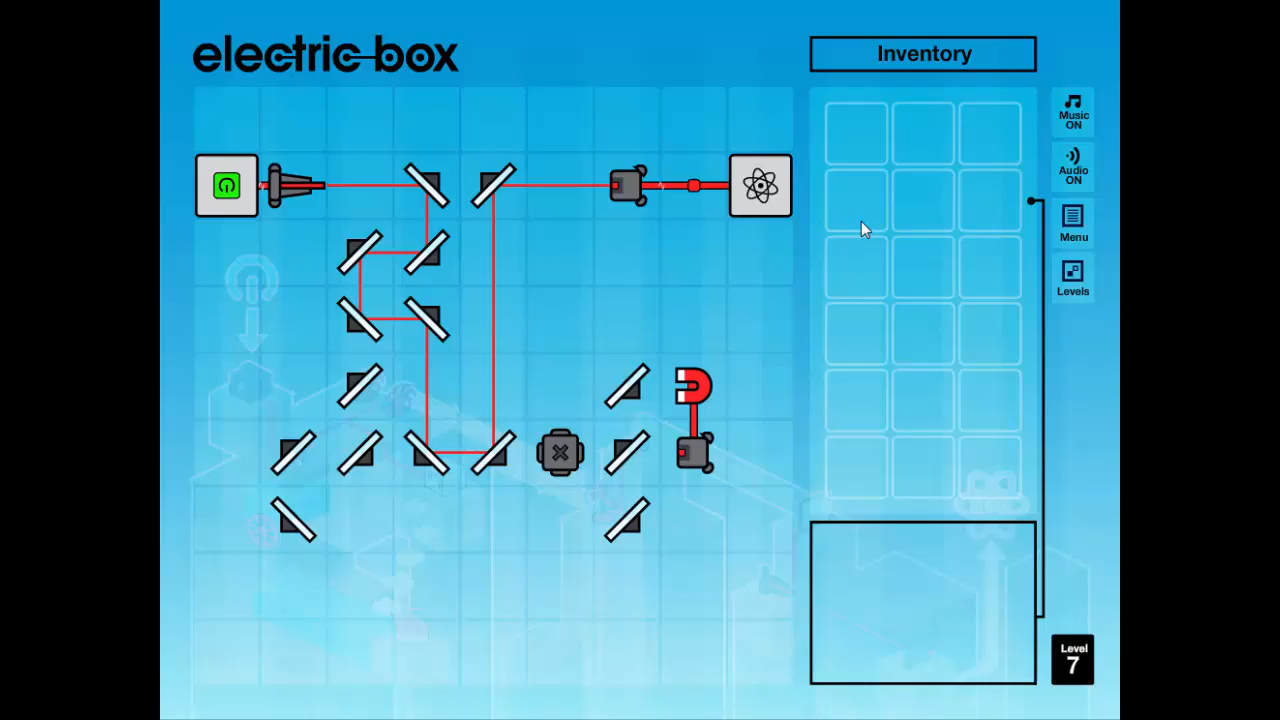 electric box
Inventory
Music
ON
Audio
ON
Menu
Levels
Level
7